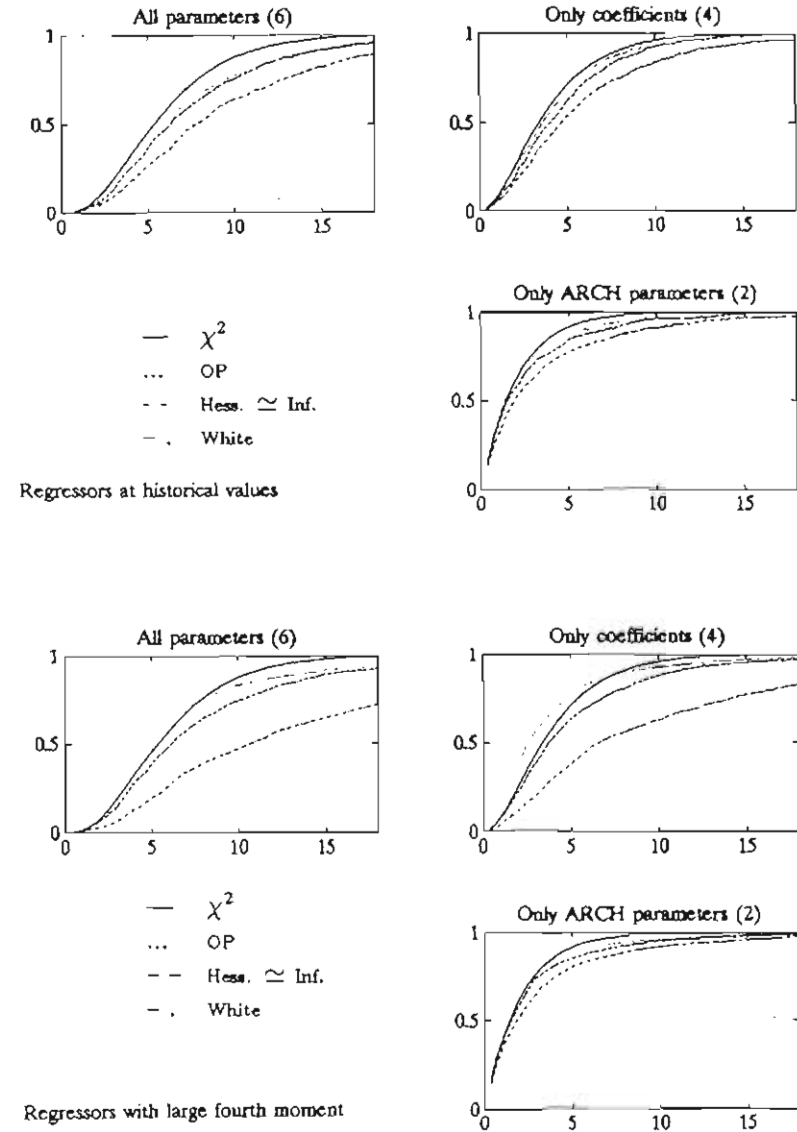 All parameters (6)
Only coefficients (4)
1
0.5
0
0 5 10 15
1
0.5
0
0 5 10 15
Only ARCH parameters (2)
1
0.5
0
0 5 10 15
— χ²
... OP
- - Hess. ≃ Inf.
- . White
Regressors at historical values
All parameters (6)
Only coefficients (4)
1
0.5
0
0 5 10 15
1
0.5
0
0 5 10 15
Only ARCH parameters (2)
1
0.5
0
0 5 10 15
— χ²
... OP
- - Hess. ≃ Inf.
- . White
Regressors with large fourth moment